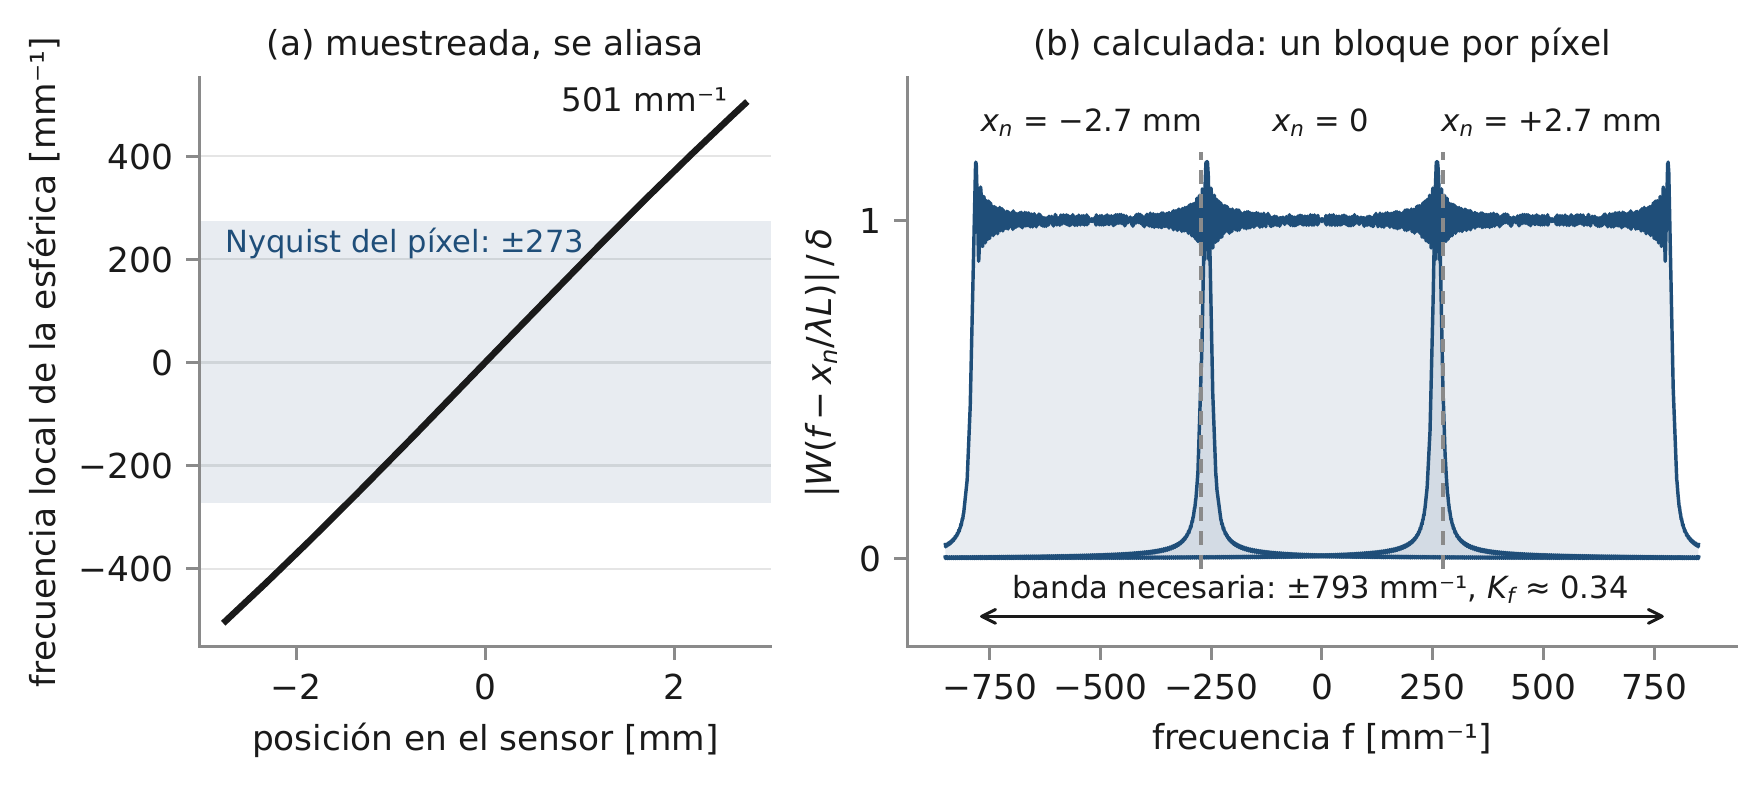 (a) muestreada, se aliasa
frecuencia local de la esférica [mm⁻¹]
501 mm⁻¹
Nyquist del píxel: ±273
400
200
0
−200
−400
−2
0
2
posición en el sensor [mm]
(b) calculada: un bloque por píxel
|W(f − xₙ/λL)| / δ
xₙ = −2.7 mm
xₙ = 0
xₙ = +2.7 mm
1
0
banda necesaria: ±793 mm⁻¹, K_f ≈ 0.34
−750
−500
−250
0
250
500
750
frecuencia f [mm⁻¹]